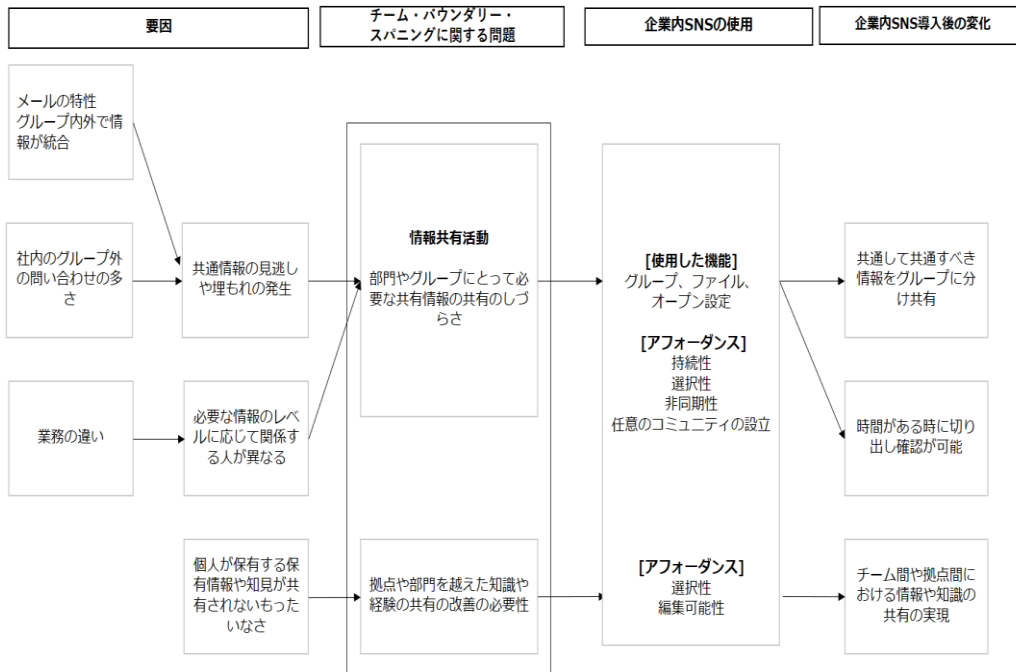 要因
チーム・バウンダリー・
スパニングに関する問題
企業内SNSの使用
企業内SNS導入後の変化
メールの特性
グループ内外で情
報が統合
社内のグループ外
の問い合わせの多
さ
共通情報の見逃し
や埋もれの発生
情報共有活動
部門やグループにとって必
要な共有情報の共有のしづ
らさ
[使用した機能]
グループ、ファイル、
オープン設定
[アフォーダンス]
持続性
選択性
非同期性
任意のコミュニティの設立
共通して共通すべき
情報をグループに分
け共有
業務の違い
必要な情報のレベ
ルに応じて関係す
る人が異なる
時間がある時に切り
出し確認が可能
個人が保有する保
有情報や知見が共
有されないもった
いなさ
拠点や部門を越えた知識や
経験の共有の改善の必要性
[アフォーダンス]
選択性
編集可能性
チーム間や拠点間に
おける情報や知識の
共有の実現